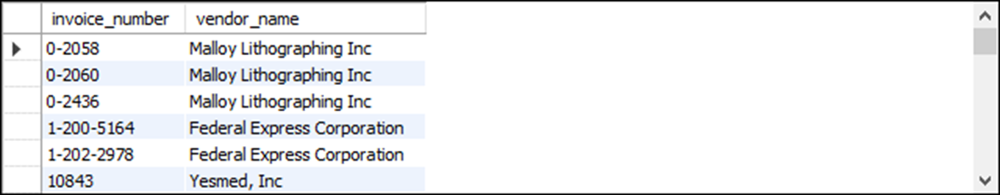 invoice_number vendor_name
0-2058 Malloy Lithographing Inc
0-2060 Malloy Lithographing Inc
0-2436 Malloy Lithographing Inc
1-200-5164 Federal Express Corporation
1-202-2978 Federal Express Corporation
10843 Yesmed, Inc